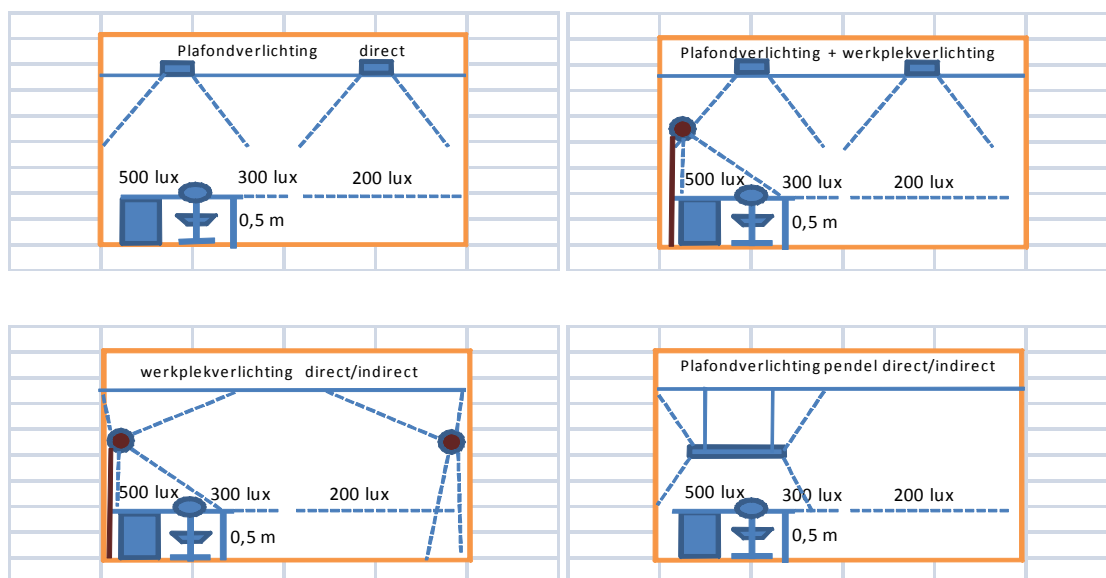 Plafondverlichting direct
500 lux 300 lux 200 lux
0,5 m
Plafondverlichting + werkplekverlichting
500 lux 300 lux 200 lux
0,5 m
werkplekverlichting direct/indirect
500 lux 300 lux 200 lux
0,5 m
Plafondverlichting pendel direct/indirect
500 lux 300 lux 200 lux
0,5 m